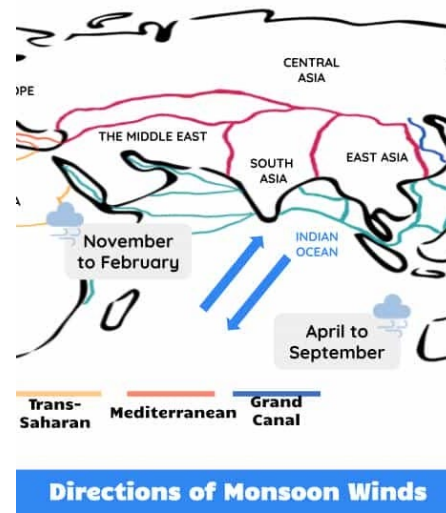 CENTRAL
ASIA
OPE
THE MIDDLE EAST
SOUTH
ASIA
EAST ASIA
A
November
to February
INDIAN
OCEAN
April to
September
Trans-
Saharan
Mediterranean
Grand
Canal
Directions of Monsoon Winds